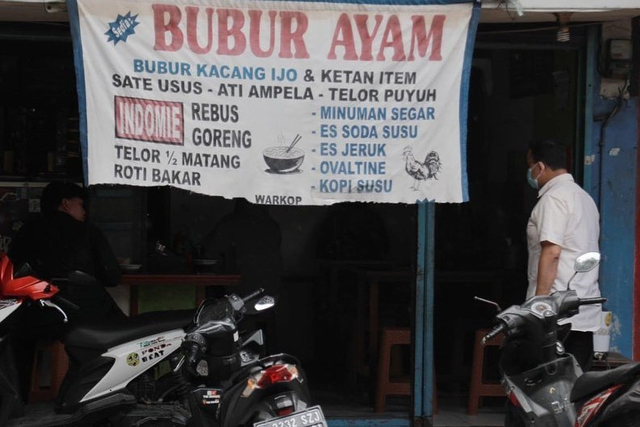 Spesial
BUBUR AYAM
BUBUR KACANG IJO & KETAN ITEM
SATE USUS - ATI AMPELA - TELOR PUYUH
INDOMIE REBUS
GORENG
TELOR ½ MATANG
ROTI BAKAR
- MINUMAN SEGAR
- ES SODA SUSU
- ES JERUK
- OVALTINE
- KOPI SUSU
WARKOP
BEAT